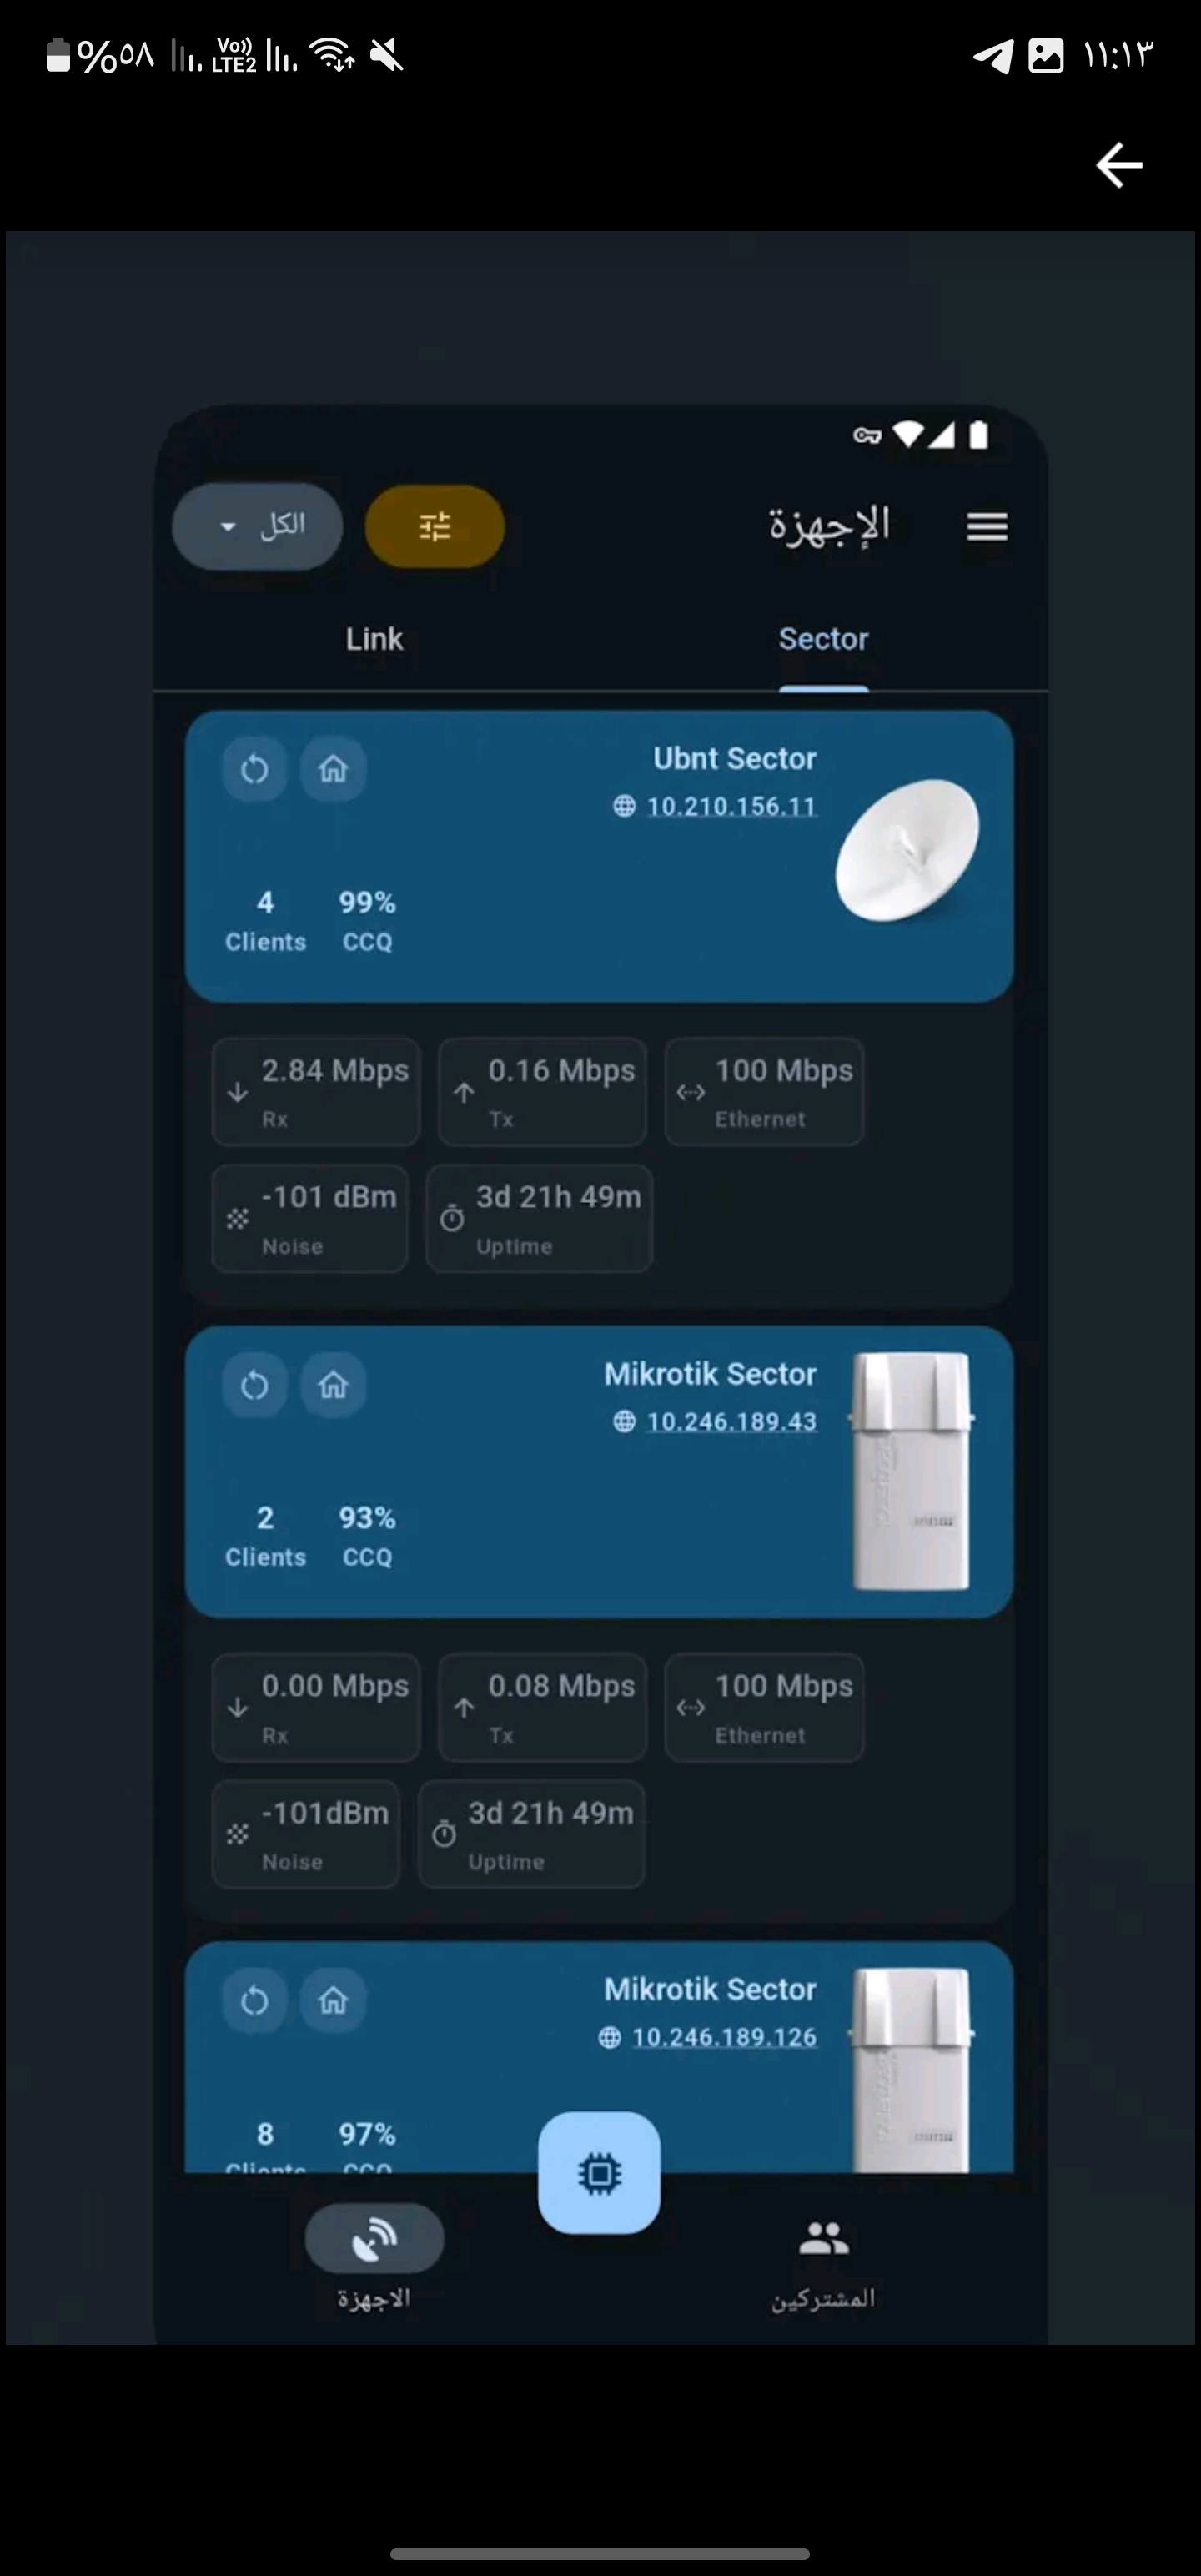 %٥٨
Vo))
LTE2
١١:١٣
الإجهزة
الكل
Sector
Link
Ubnt Sector
10.210.156.11
4
99%
Clients
CCQ
2.84 Mbps
Rx
0.16 Mbps
Tx
100 Mbps
Ethernet
-101 dBm
Noise
3d 21h 49m
Uptime
Mikrotik Sector
10.246.189.43
2
93%
Clients
CCQ
0.00 Mbps
Rx
0.08 Mbps
Tx
100 Mbps
Ethernet
-101dBm
Noise
3d 21h 49m
Uptime
Mikrotik Sector
10.246.189.126
8
97%
Clients
CCQ
المشتركين
الاجهزة